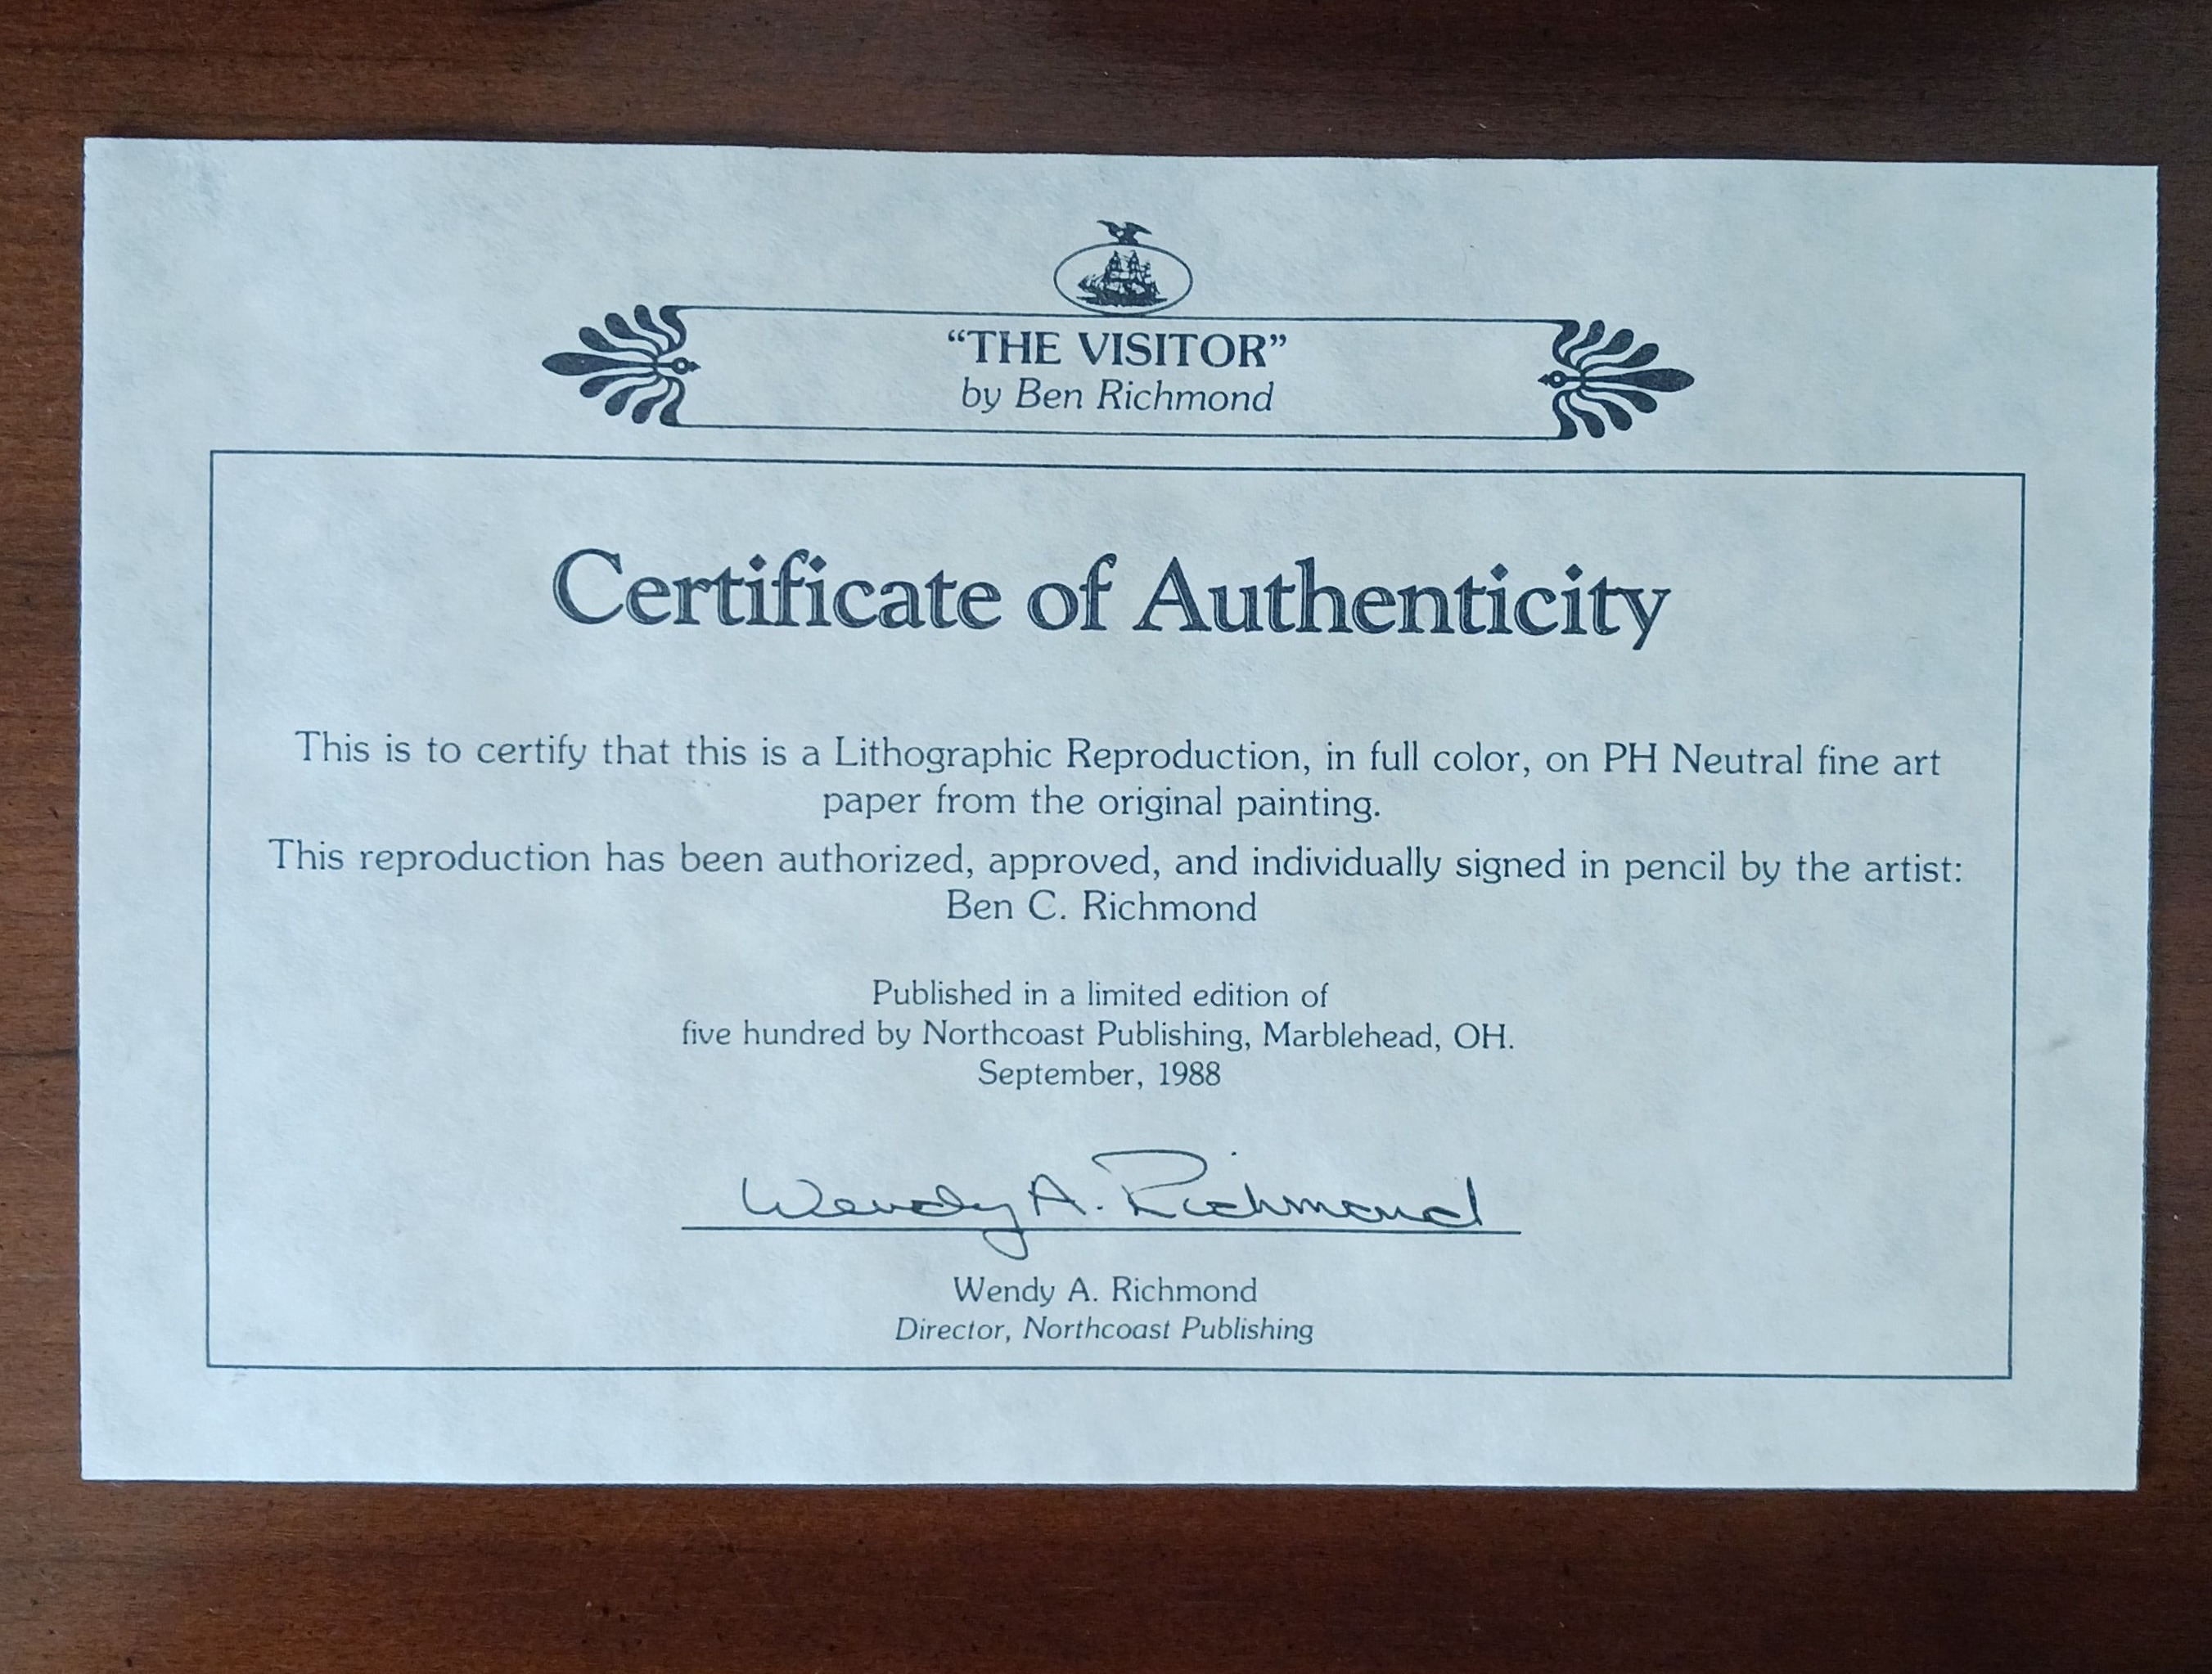 “THE VISITOR”
by Ben Richmond
Certificate of Authenticity
This is to certify that this is a Lithographic Reproduction, in full color, on PH Neutral fine art
paper from the original painting.
This reproduction has been authorized, approved, and individually signed in pencil by the artist:
Ben C. Richmond
Published in a limited edition of
five hundred by Northcoast Publishing, Marblehead, OH.
September, 1988
Wendy A. Richmond
Wendy A. Richmond
Director, Northcoast Publishing